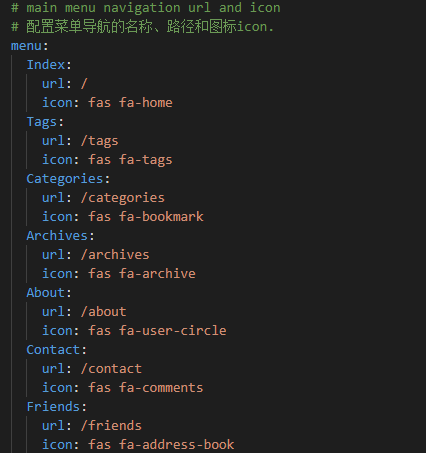 # main menu navigation url and icon
# 配置菜单导航的名称、路径和图标icon.
menu:
  Index:
    url: /
    icon: fas fa-home
  Tags:
    url: /tags
    icon: fas fa-tags
  Categories:
    url: /categories
    icon: fas fa-bookmark
  Archives:
    url: /archives
    icon: fas fa-archive
  About:
    url: /about
    icon: fas fa-user-circle
  Contact:
    url: /contact
    icon: fas fa-comments
  Friends:
    url: /friends
    icon: fas fa-address-book